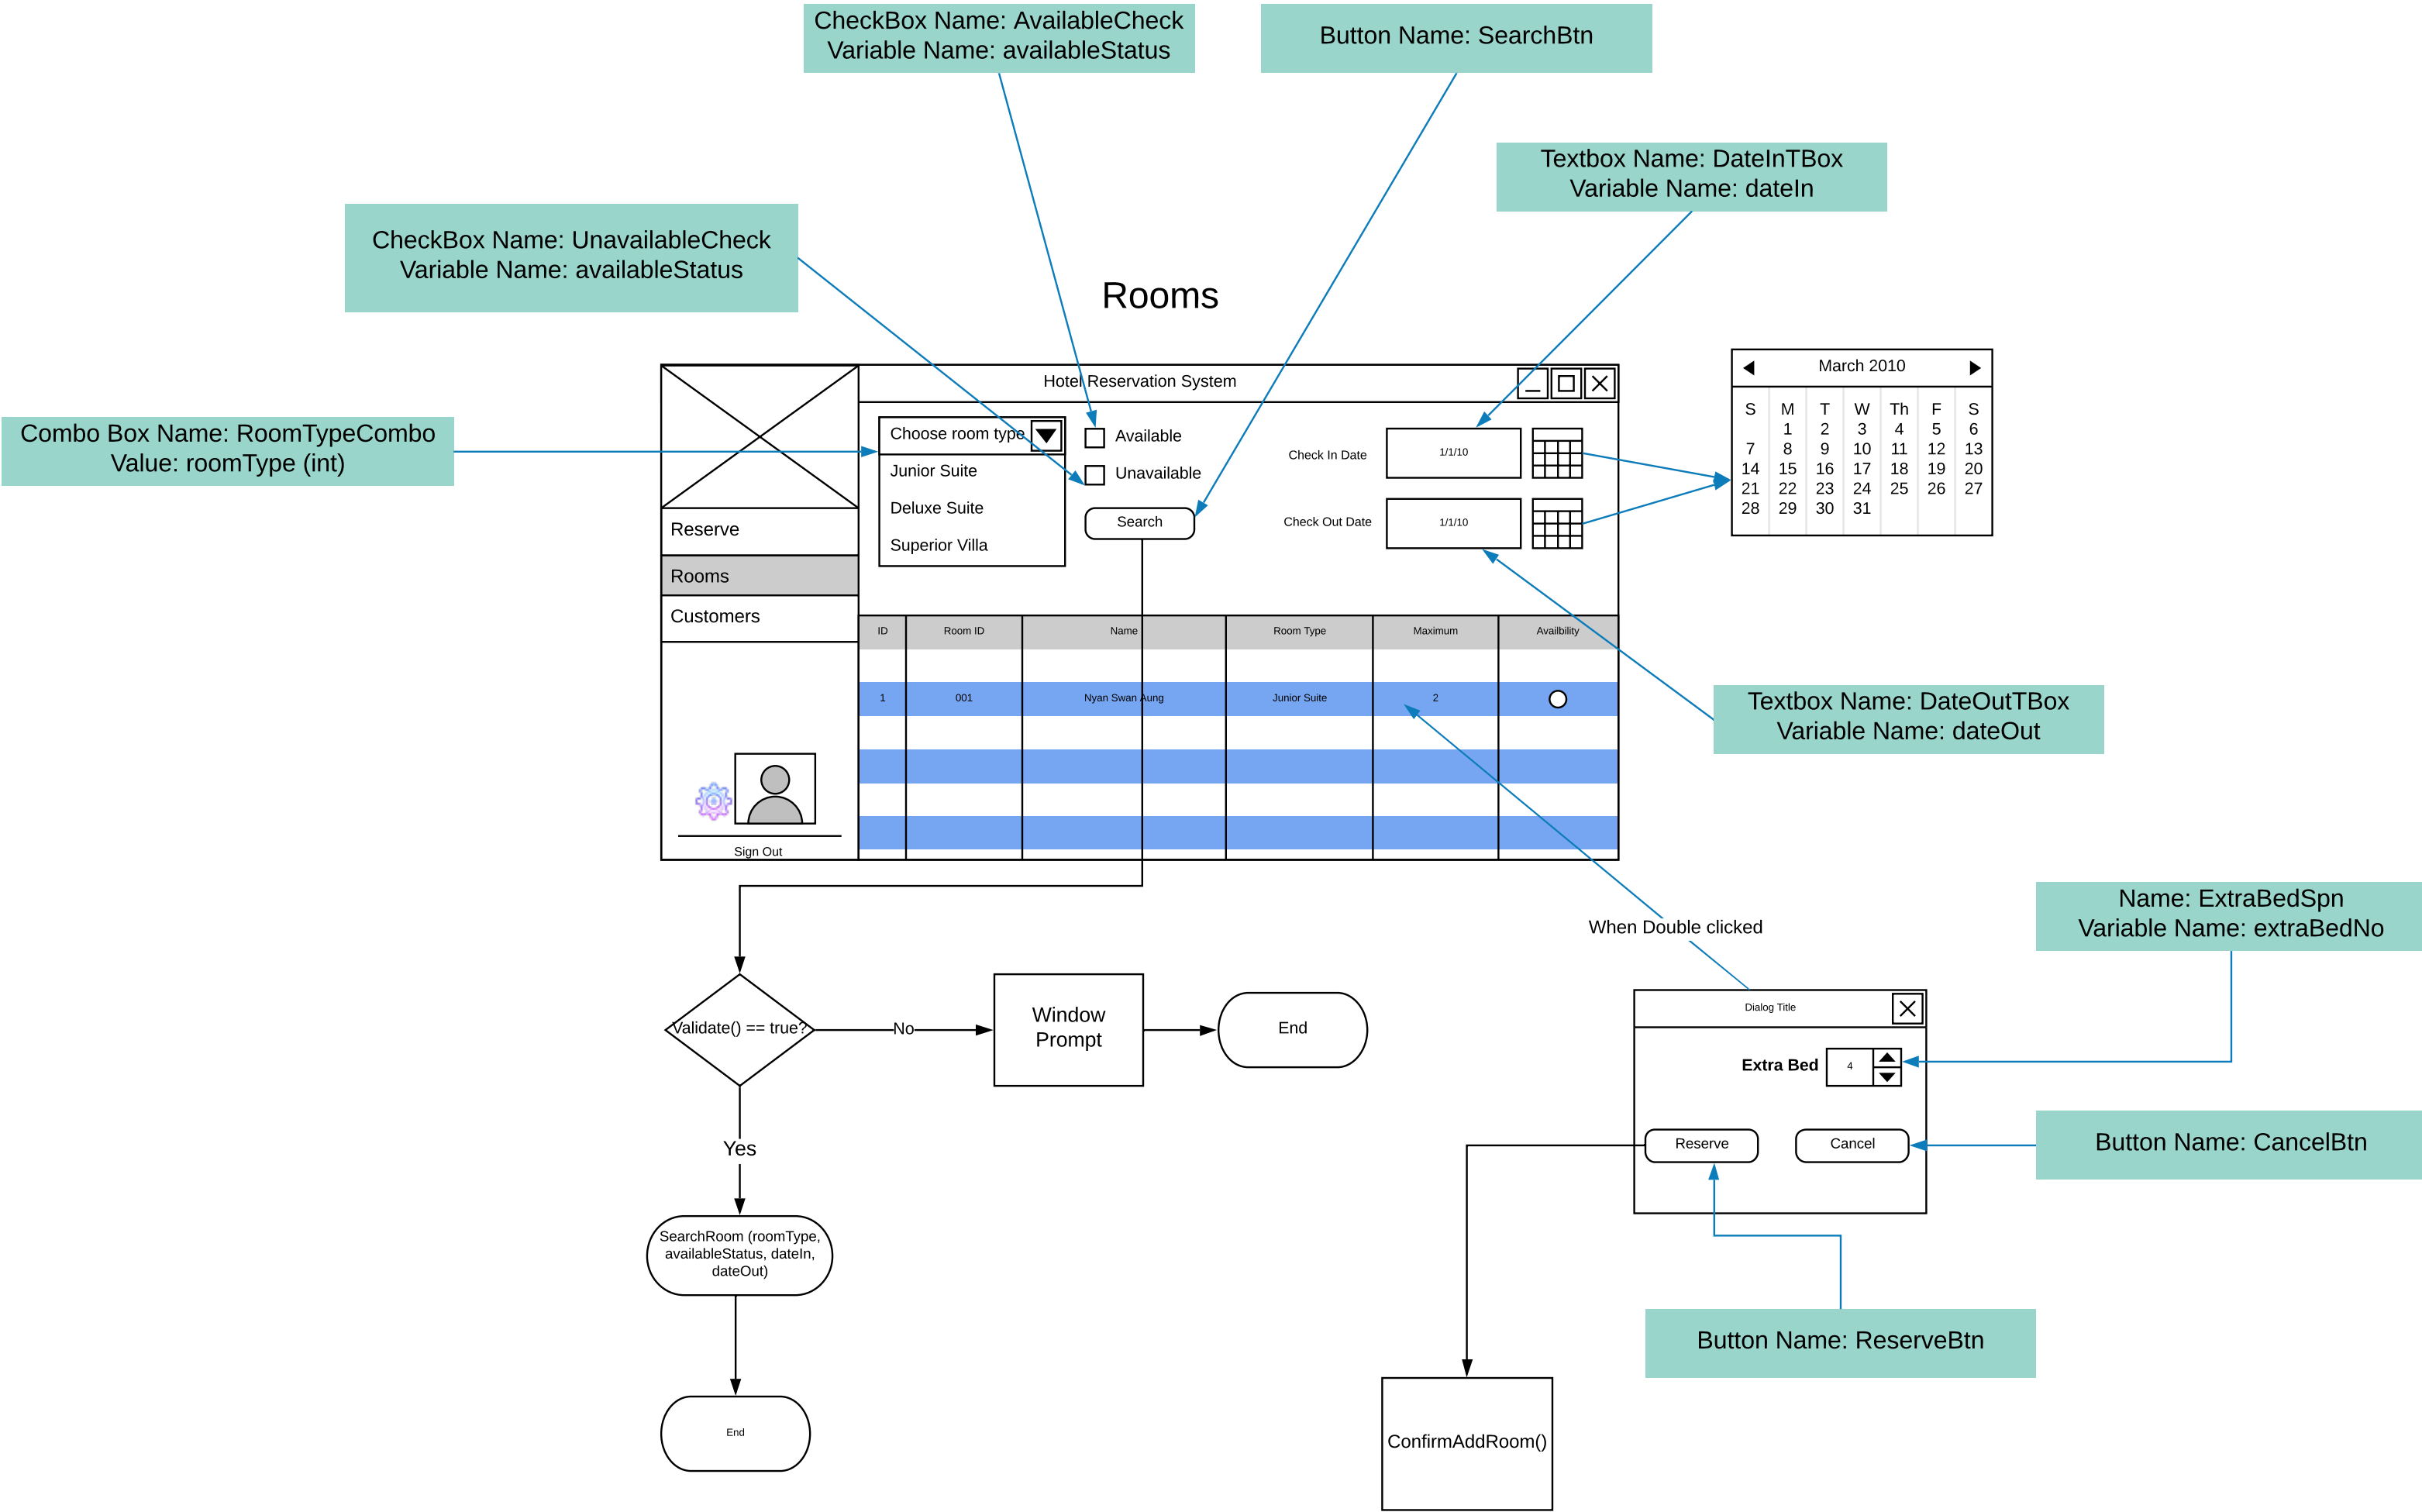 CheckBox Name: AvailableCheck
Variable Name: availableStatus
Button Name: SearchBtn
Textbox Name: DateInTBox
Variable Name: dateIn
CheckBox Name: UnavailableCheck
Variable Name: availableStatus
Rooms
Combo Box Name: RoomTypeCombo
Value: roomType (int)
Hotel Reservation System
Choose room type
Junior Suite
Deluxe Suite
Superior Villa
Available
Unavailable
Search
Check In Date
1/1/10
Check Out Date
1/1/10
March 2010
S M T W Th F S
1 2 3 4 5 6
7 8 9 10 11 12 13
14 15 16 17 18 19 20
21 22 23 24 25 26 27
28 29 30 31
Reserve
Rooms
Customers
Sign Out
ID Room ID Name Room Type Maximum Availbility
1 001 Nyan Swan Aung Junior Suite 2
Textbox Name: DateOutTBox
Variable Name: dateOut
When Double clicked
Name: ExtraBedSpn
Variable Name: extraBedNo
Dialog Title
Extra Bed
4
Reserve
Cancel
Button Name: CancelBtn
Button Name: ReserveBtn
Validate() == true?
No
Window
Prompt
End
Yes
SearchRoom (roomType,
availableStatus, dateIn,
dateOut)
End
ConfirmAddRoom()